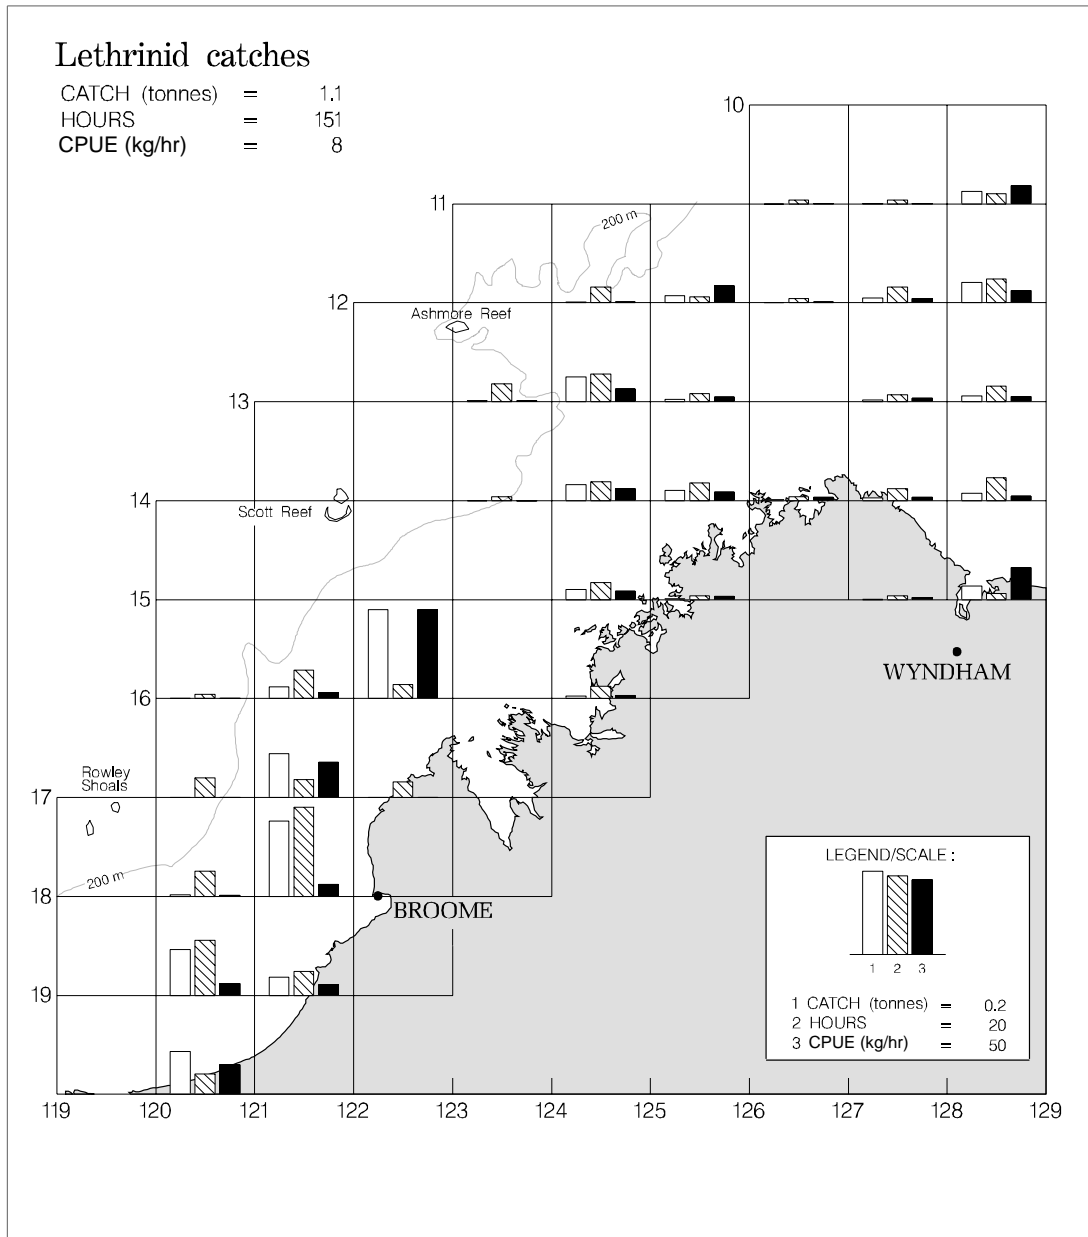 Lethrinid catches
CATCH (tonnes) = 1.1
HOURS = 151
CPUE (kg/hr) = 8
10
11
200 m
12
Ashmore Reef
13
14
Scott Reef
15
WYNDHAM
16
Rowley
Shoals
17
200 m
18
BROOME
19
LEGEND/SCALE :
1 2 3
1 CATCH (tonnes) = 0.2
2 HOURS = 20
3 CPUE (kg/hr) = 50
119 120 121 122 123 124 125 126 127 128 129